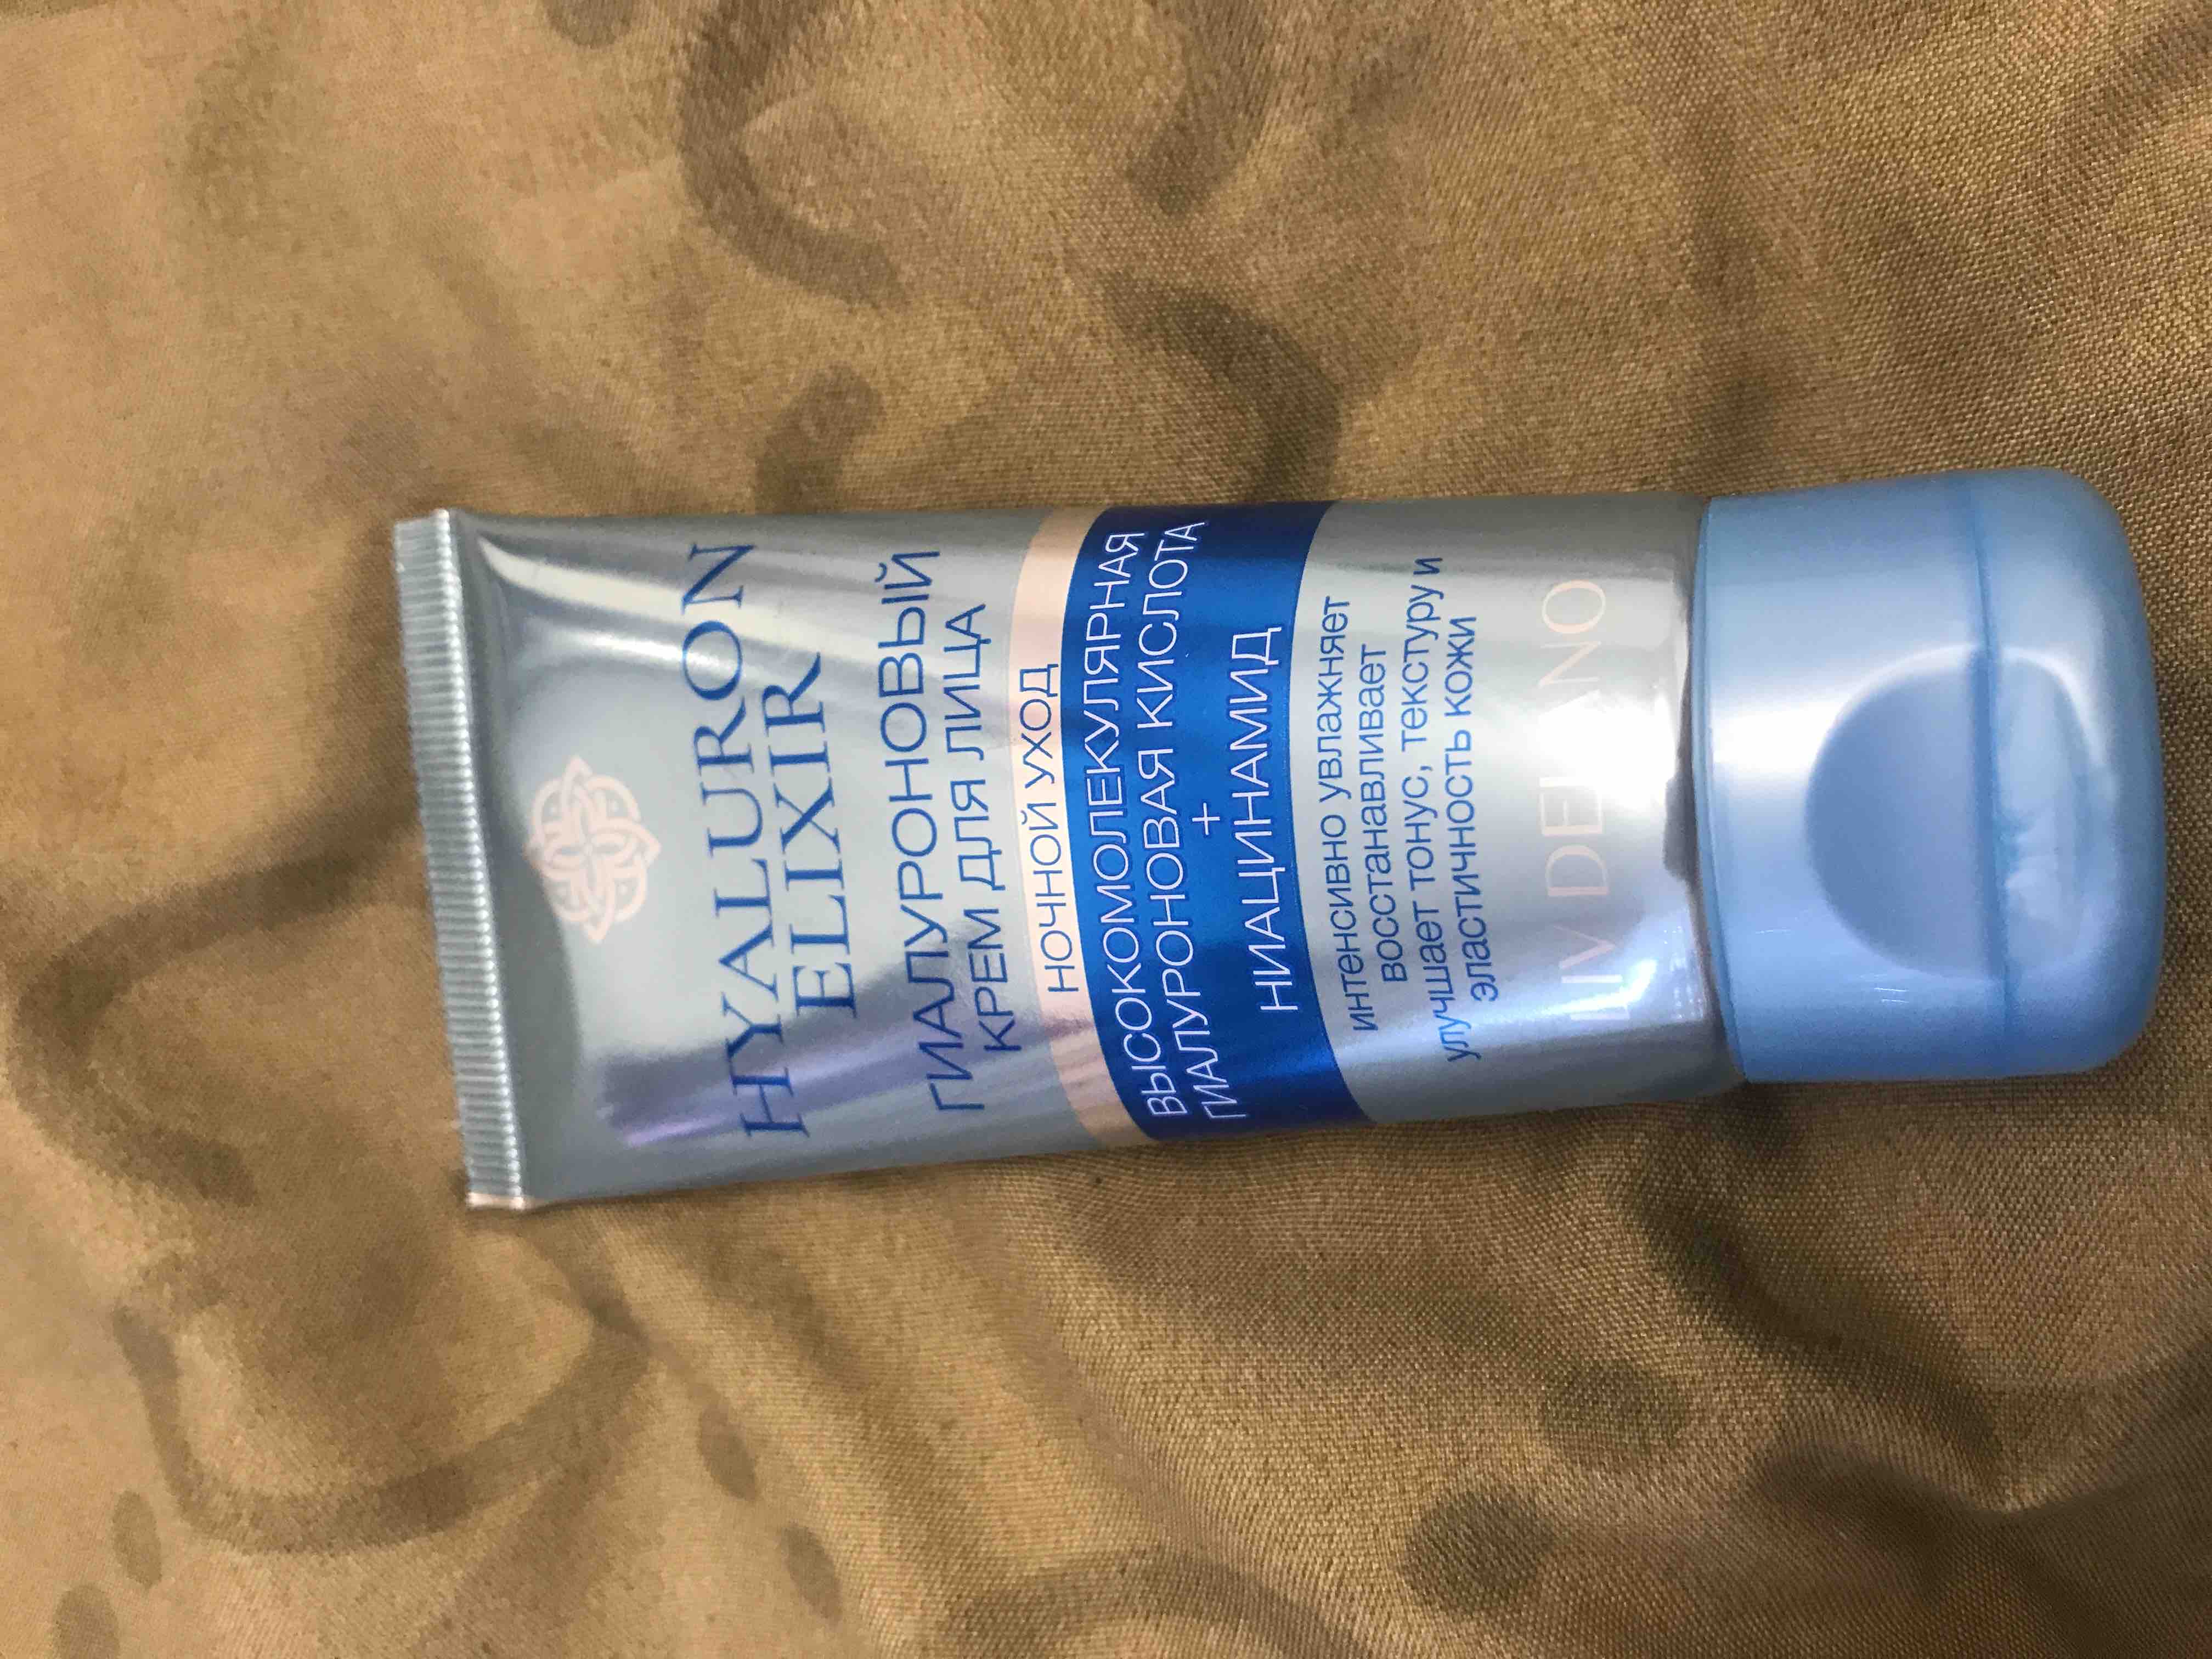 HYALURON
ELIXIR
ГИАЛУРОНОВЫЙ
КРЕМ ДЛЯ ЛИЦА
НОЧНОЙ УХОД
ВЫСОКОМОЛЕКУЛЯРНАЯ
ГИАЛУРОНОВАЯ КИСЛОТА
+
НИАЦИНАМИД
интенсивно увлажняет
восстанавливает
улучшает тонус, текстуру и
эластичность кожи
LIV DELANO